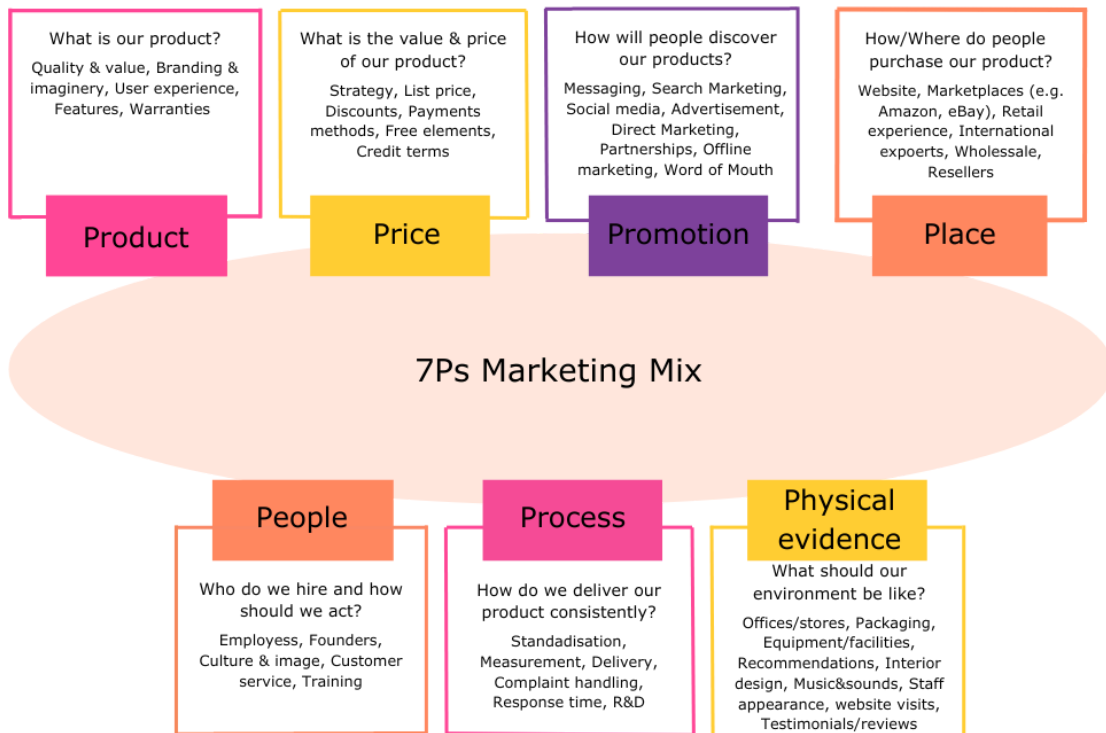 What is our product?
Quality & value, Branding &
imaginery, User experience,
Features, Warranties
Product
What is the value & price
of our product?
Strategy, List price,
Discounts, Payments
methods, Free elements,
Credit terms
Price
How will people discover
our products?
Messaging, Search Marketing,
Social media, Advertisement,
Direct Marketing,
Partnerships, Offline
marketing, Word of Mouth
Promotion
How/Where do people
purchase our product?
Website, Marketplaces (e.g.
Amazon, eBay), Retail
experience, International
expoerts, Wholessale,
Resellers
Place
7Ps Marketing Mix
People
Who do we hire and how
should we act?
Employess, Founders,
Culture & image, Customer
service, Training
Process
How do we deliver our
product consistently?
Standadisation,
Measurement, Delivery,
Complaint handling,
Response time, R&D
Physical
evidence
What should our
environment be like?
Offices/stores, Packaging,
Equipment/facilities,
Recommendations, Interior
design, Music&sounds, Staff
appearance, website visits,
Testimonials/reviews